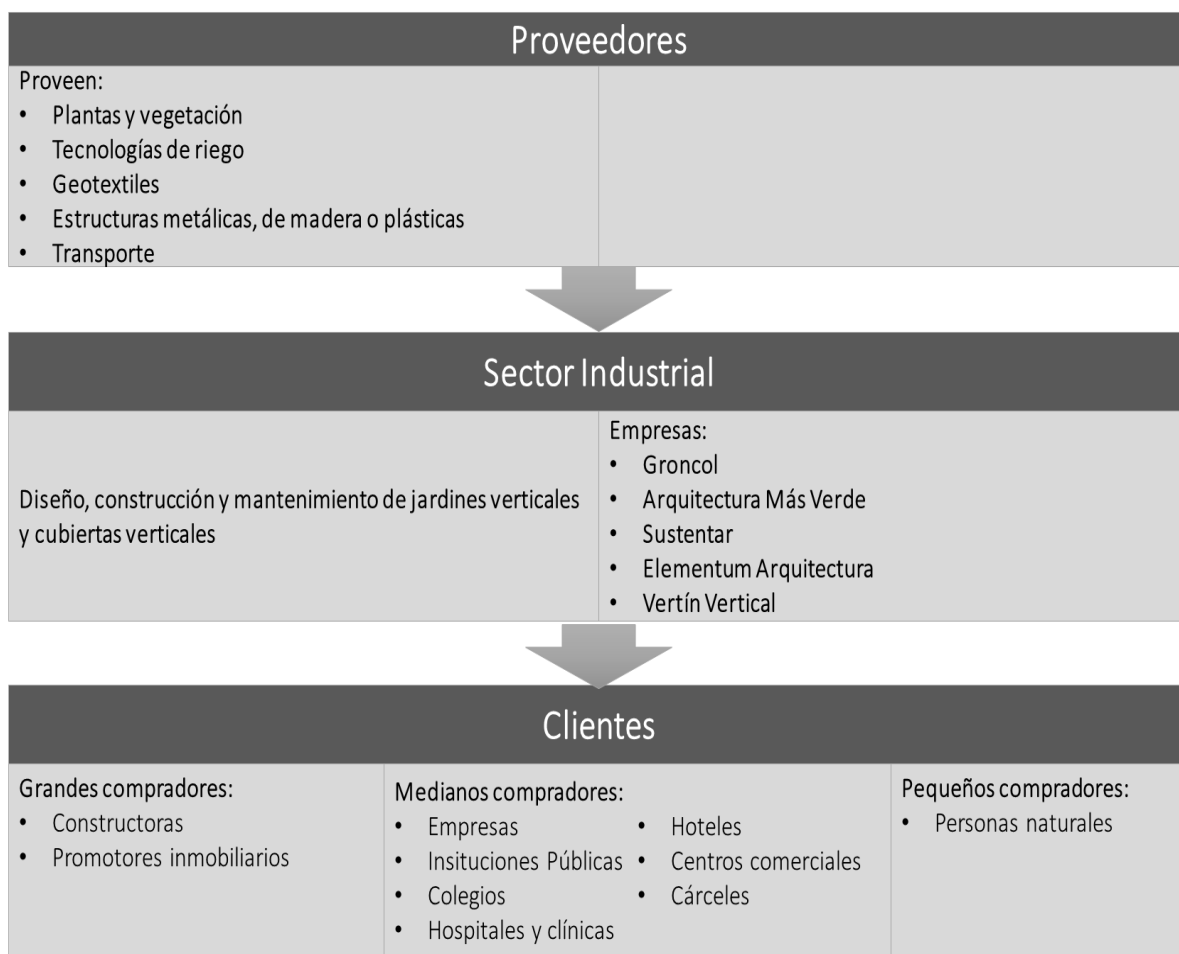 Proveedores
Proveen:
• Plantas y vegetación
• Tecnologías de riego
• Geotextiles
• Estructuras metálicas, de madera o plásticas
• Transporte
Sector Industrial
Diseño, construcción y mantenimiento de jardines verticales
y cubiertas verticales
Empresas:
• Groncol
• Arquitectura Más Verde
• Sustentar
• Elementum Arquitectura
• Vertín Vertical
Clientes
Grandes compradores:
• Constructoras
• Promotores inmobiliarios
Medianos compradores:
• Empresas
• Insituciones Públicas
• Colegios
• Hospitales y clínicas
• Hoteles
• Centros comerciales
• Cárceles
Pequeños compradores:
• Personas naturales